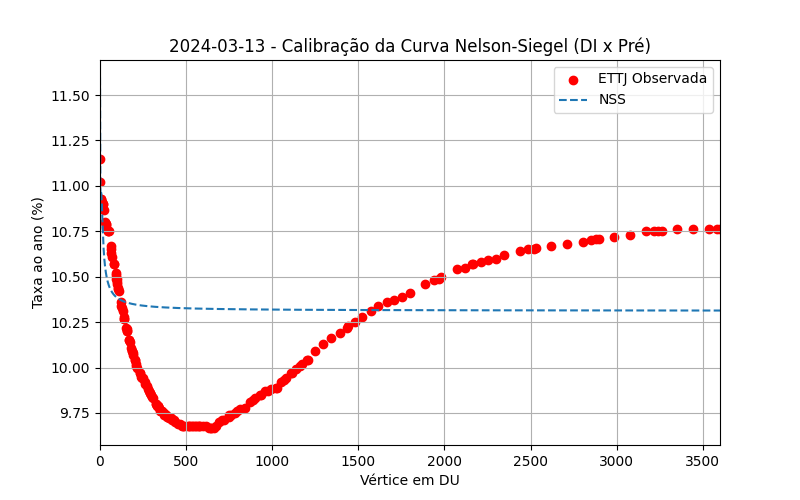 2024-03-13 - Calibração da Curva Nelson-Siegel (DI x Pré)
ETTJ Observada
NSS
11.50
11.25
11.00
10.75
10.50
10.25
10.00
9.75
Taxa ao ano (%)
0 500 1000 1500 2000 2500 3000 3500
Vértice em DU